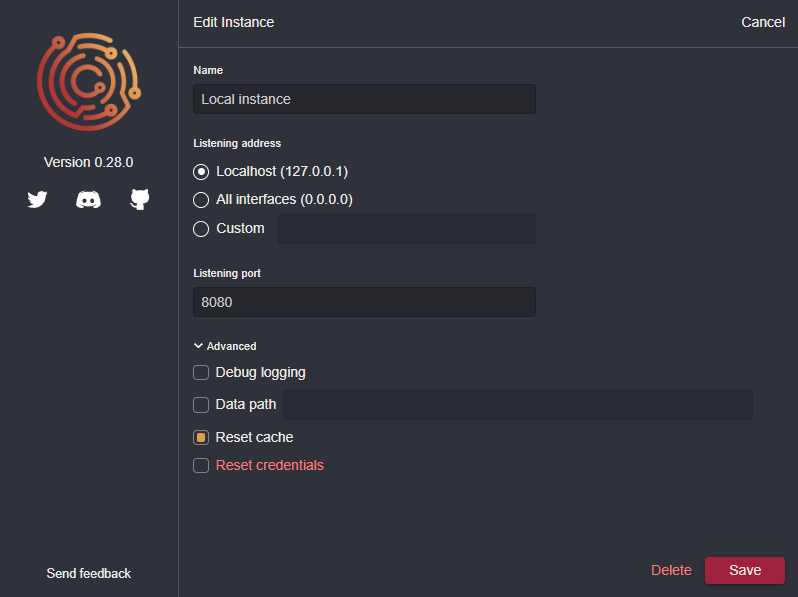 Edit Instance
Cancel
Version 0.28.0
Send feedback
Name
Local instance
Listening address
Localhost (127.0.0.1)
All interfaces (0.0.0.0)
Custom
Listening port
8080
Advanced
Debug logging
Data path
Reset cache
Reset credentials
Delete
Save